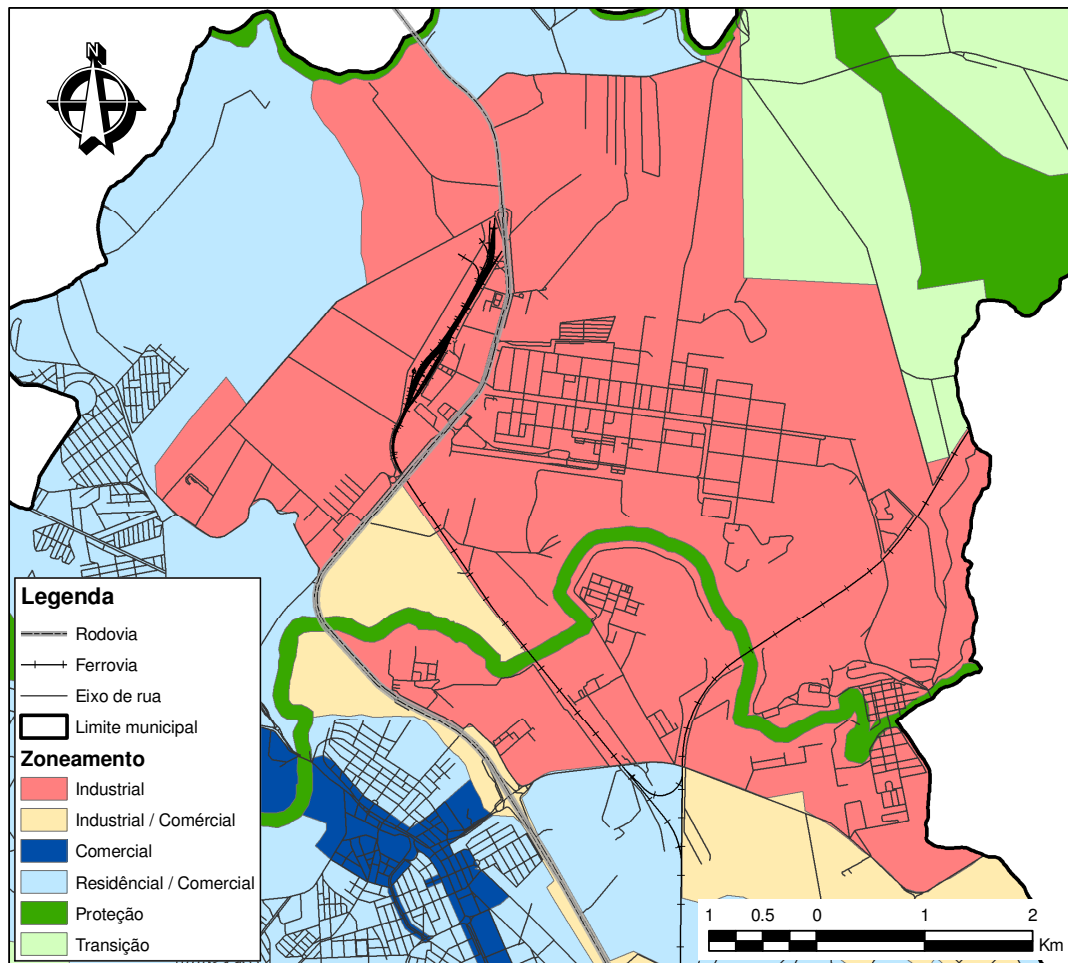 N
Legenda
Rodovia
Ferrovia
Eixo de rua
Limite municipal
Zoneamento
Industrial
Industrial / Comércial
Comercial
Residêncial / Comercial
Proteção
Transição
1 0.5 0 1 2
Km